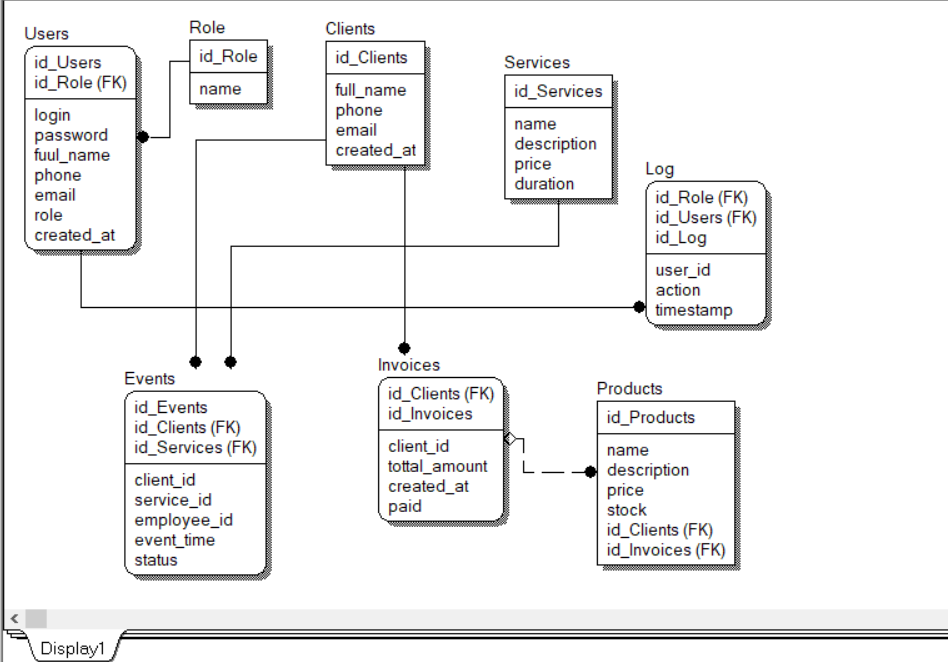 Users
id_Users
id_Role (FK)
login
password
fuul_name
phone
email
role
created_at
Role
id_Role
name
Clients
id_Clients
full_name
phone
email
created_at
Services
id_Services
name
description
price
duration
Log
id_Role (FK)
id_Users (FK)
id_Log
user_id
action
timestamp
Events
id_Events
id_Clients (FK)
id_Services (FK)
client_id
service_id
employee_id
event_time
status
Invoices
id_Clients (FK)
id_Invoices
client_id
tottal_amount
created_at
paid
Products
id_Products
name
description
price
stock
id_Clients (FK)
id_Invoices (FK)
Display1